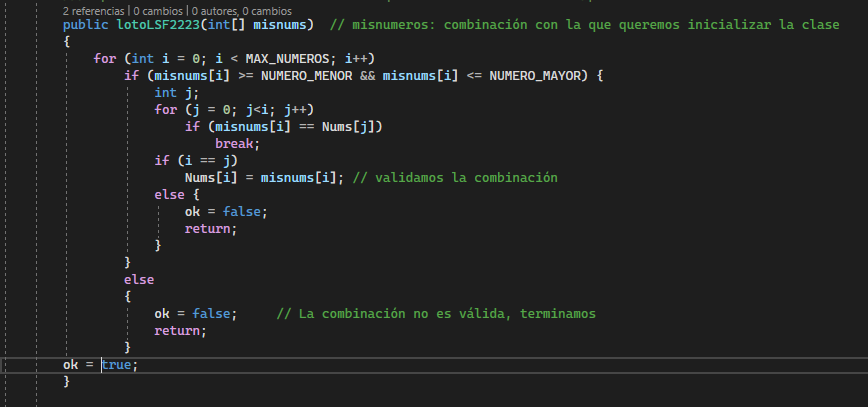 2 referencias | 0 cambios | 0 autores, 0 cambios
public lotoLSF2223(int[] misnums)  // misnumeros: combinación con la que queremos inicializar la clase
{
for (int i = 0; i < MAX_NUMEROS; i++)
if (misnums[i] >= NUMERO_MENOR && misnums[i] <= NUMERO_MAYOR) {
int j;
for (j = 0; j<i; j++)
if (misnums[i] == Nums[j])
break;
if (i == j)
Nums[i] = misnums[i]; // validamos la combinación
else {
ok = false;
return;
}
}
else
{
ok = false;     // La combinación no es válida, terminamos
return;
}
ok = true;
}